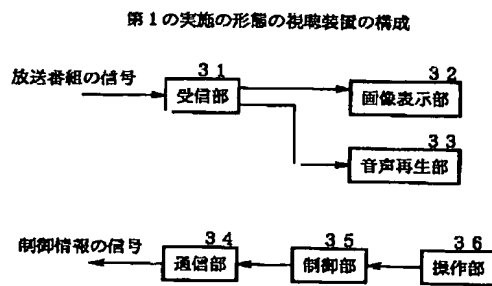 第1の実施の形態の視聴装置の構成
放送番組の信号
31
受信部
32
画像表示部
33
音声再生部
制御情報の信号
34
通信部
35
制御部
36
操作部